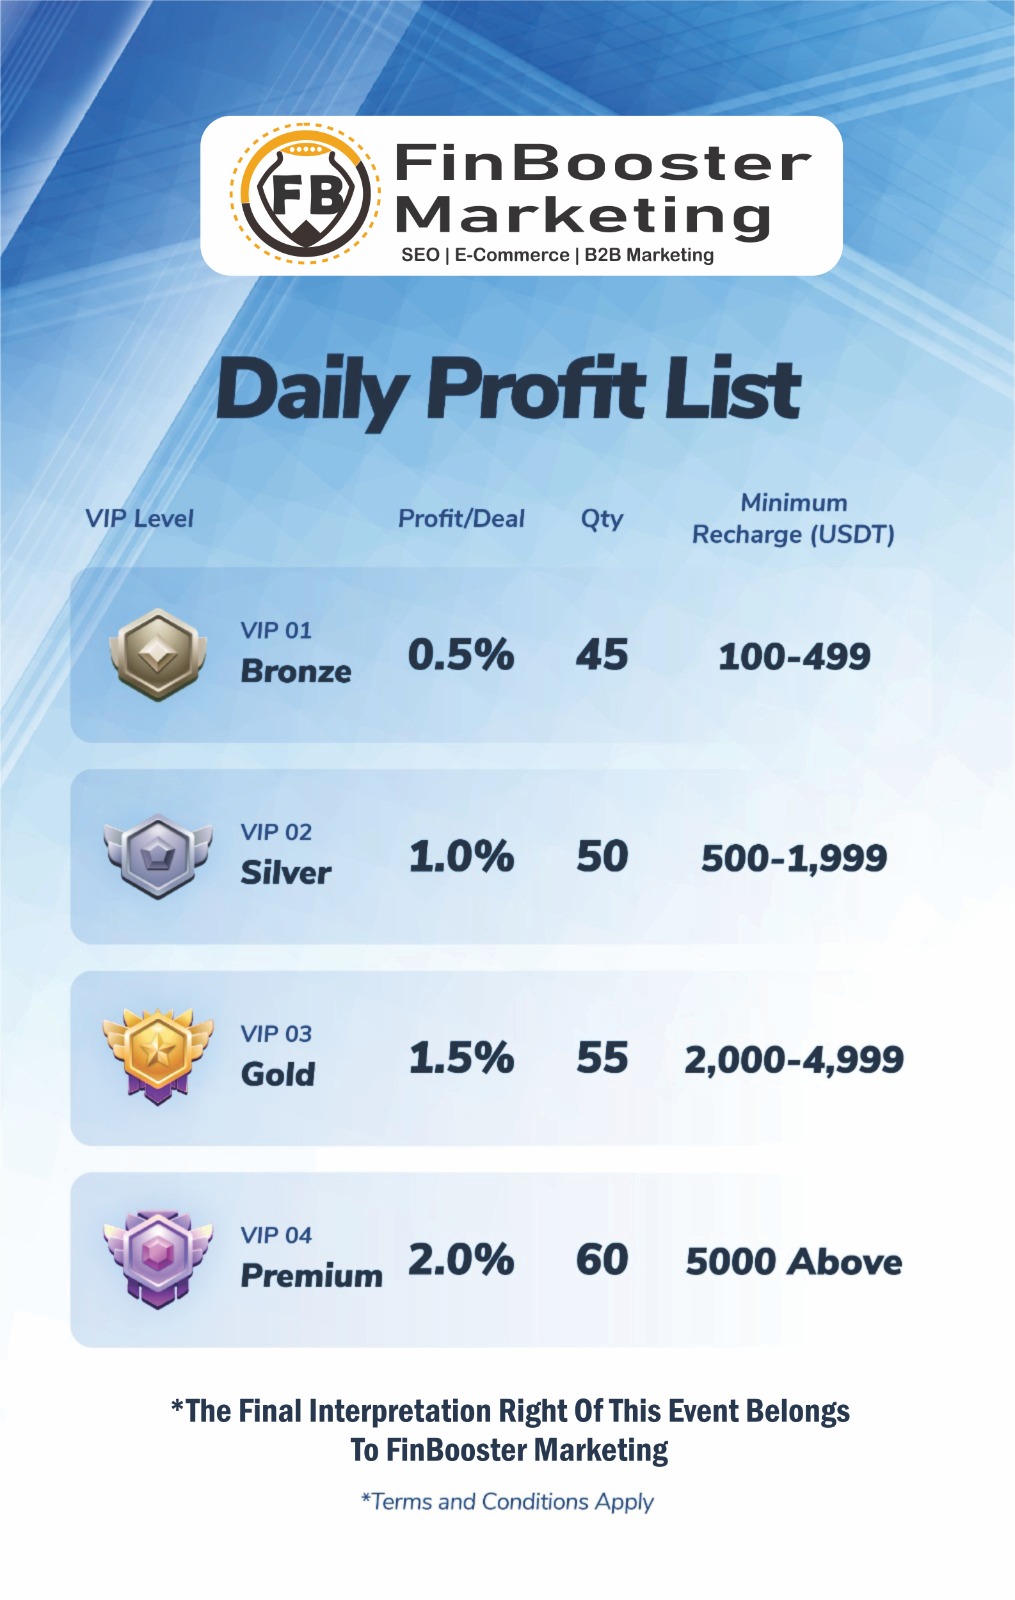 FB
FinBooster
Marketing
SEO | E-Commerce | B2B Marketing
Daily Profit List
VIP Level Profit/Deal Qty Minimum
Recharge (USDT)
VIP 01
Bronze 0.5% 45 100-499
VIP 02
Silver 1.0% 50 500-1,999
VIP 03
Gold 1.5% 55 2,000-4,999
VIP 04
Premium 2.0% 60 5000 Above
*The Final Interpretation Right Of This Event Belongs
To FinBooster Marketing
*Terms and Conditions Apply